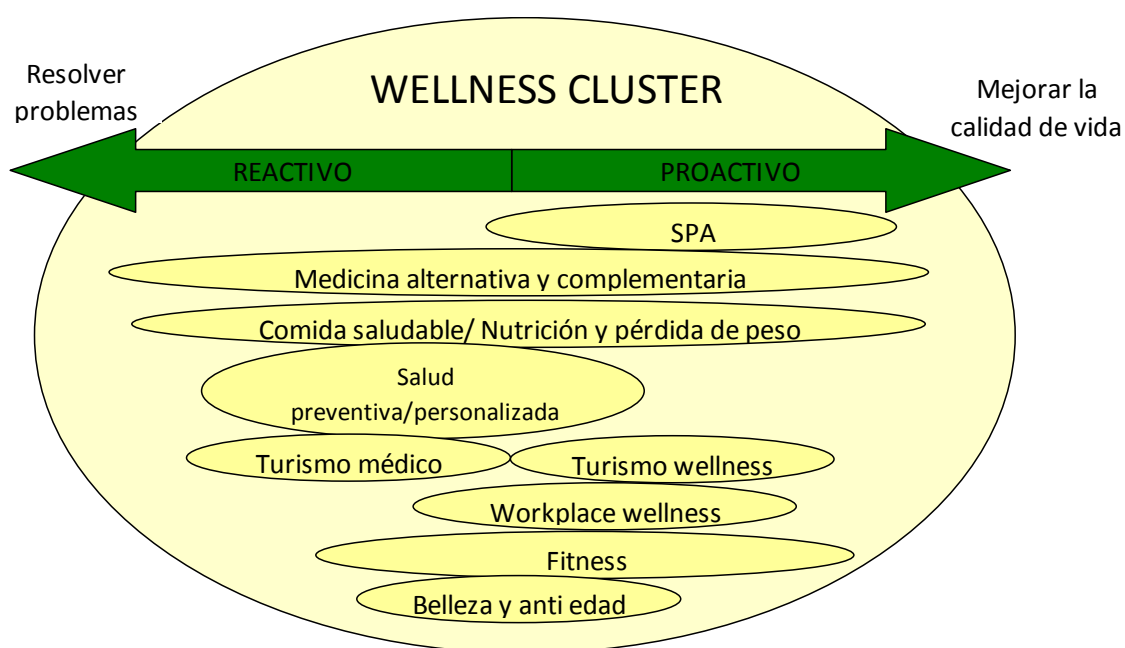 Resolver
problemas
WELLNESS CLUSTER
Mejorar la
calidad de vida
REACTIVO
PROACTIVO
SPA
Medicina alternativa y complementaria
Comida saludable/ Nutrición y pérdida de peso
Salud
preventiva/personalizada
Turismo médico
Turismo wellness
Workplace wellness
Fitness
Belleza y anti edad